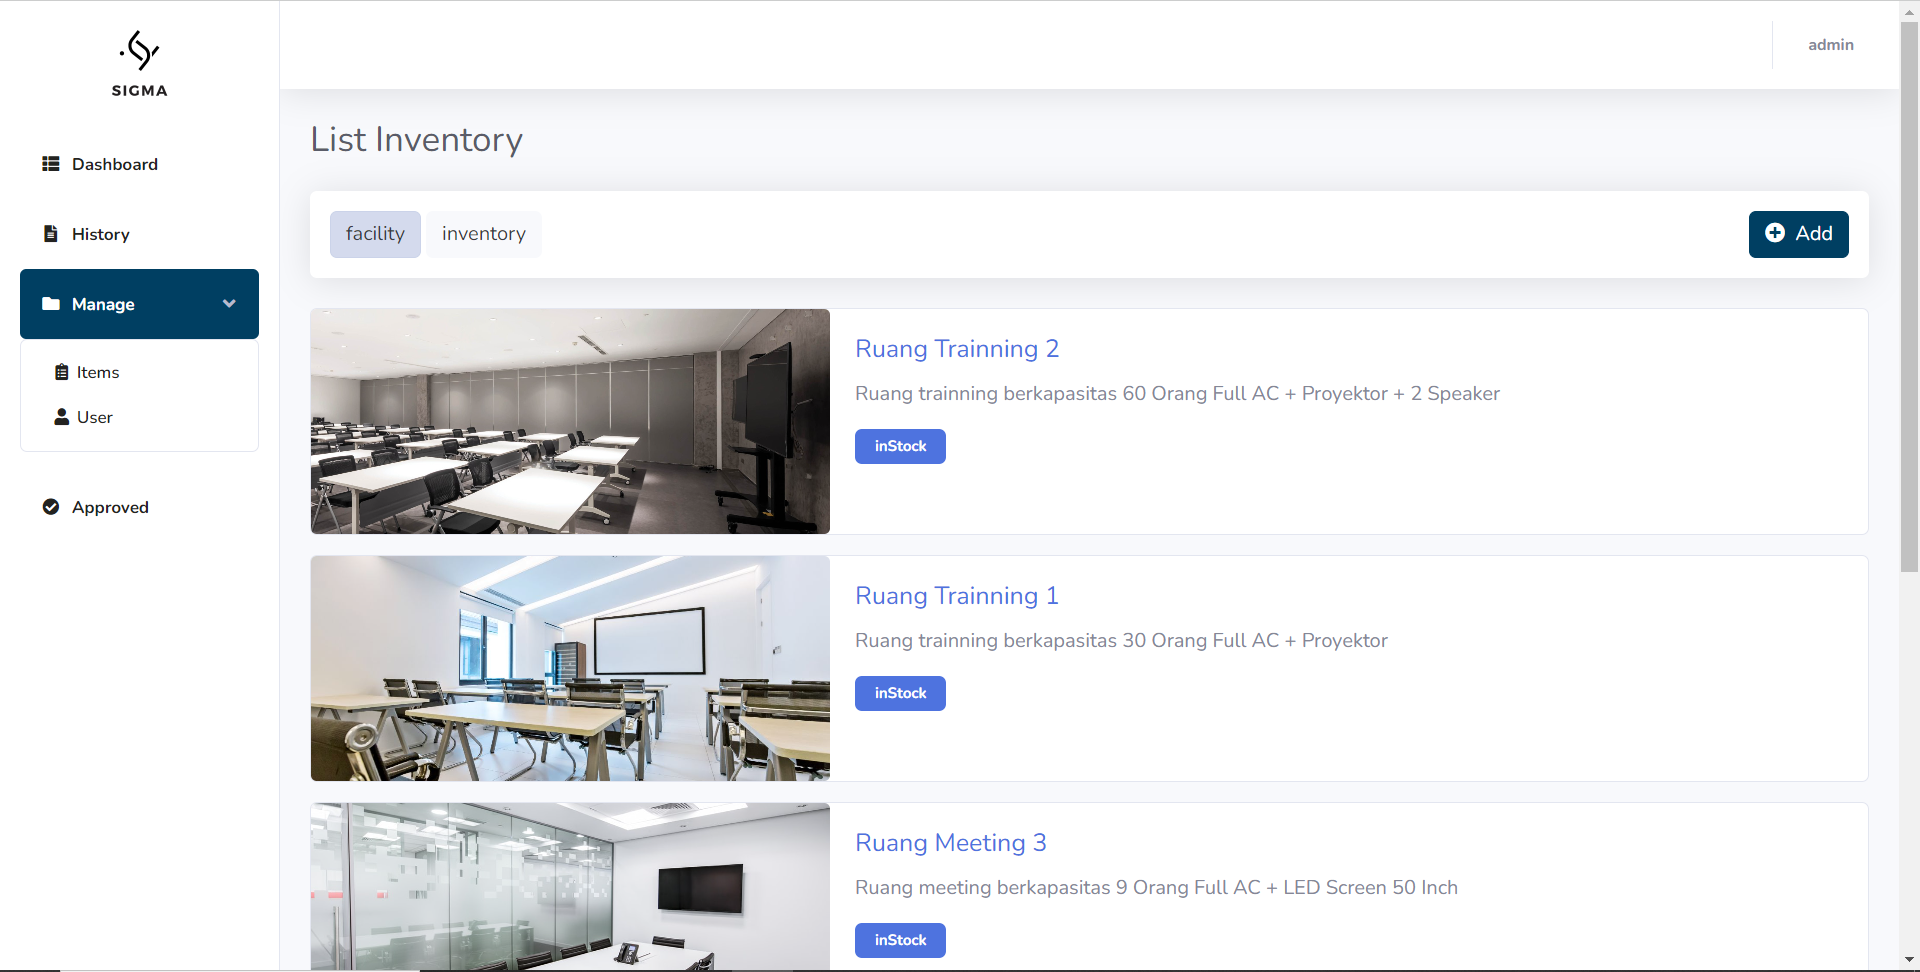 SIGMA
admin
Dashboard
History
Manage
Items
User
Approved
List Inventory
facility
inventory
Add
Ruang Trainning 2
Ruang trainning berkapasitas 60 Orang Full AC + Proyektor + 2 Speaker
inStock
Ruang Trainning 1
Ruang trainning berkapasitas 30 Orang Full AC + Proyektor
inStock
Ruang Meeting 3
Ruang meeting berkapasitas 9 Orang Full AC + LED Screen 50 Inch
inStock